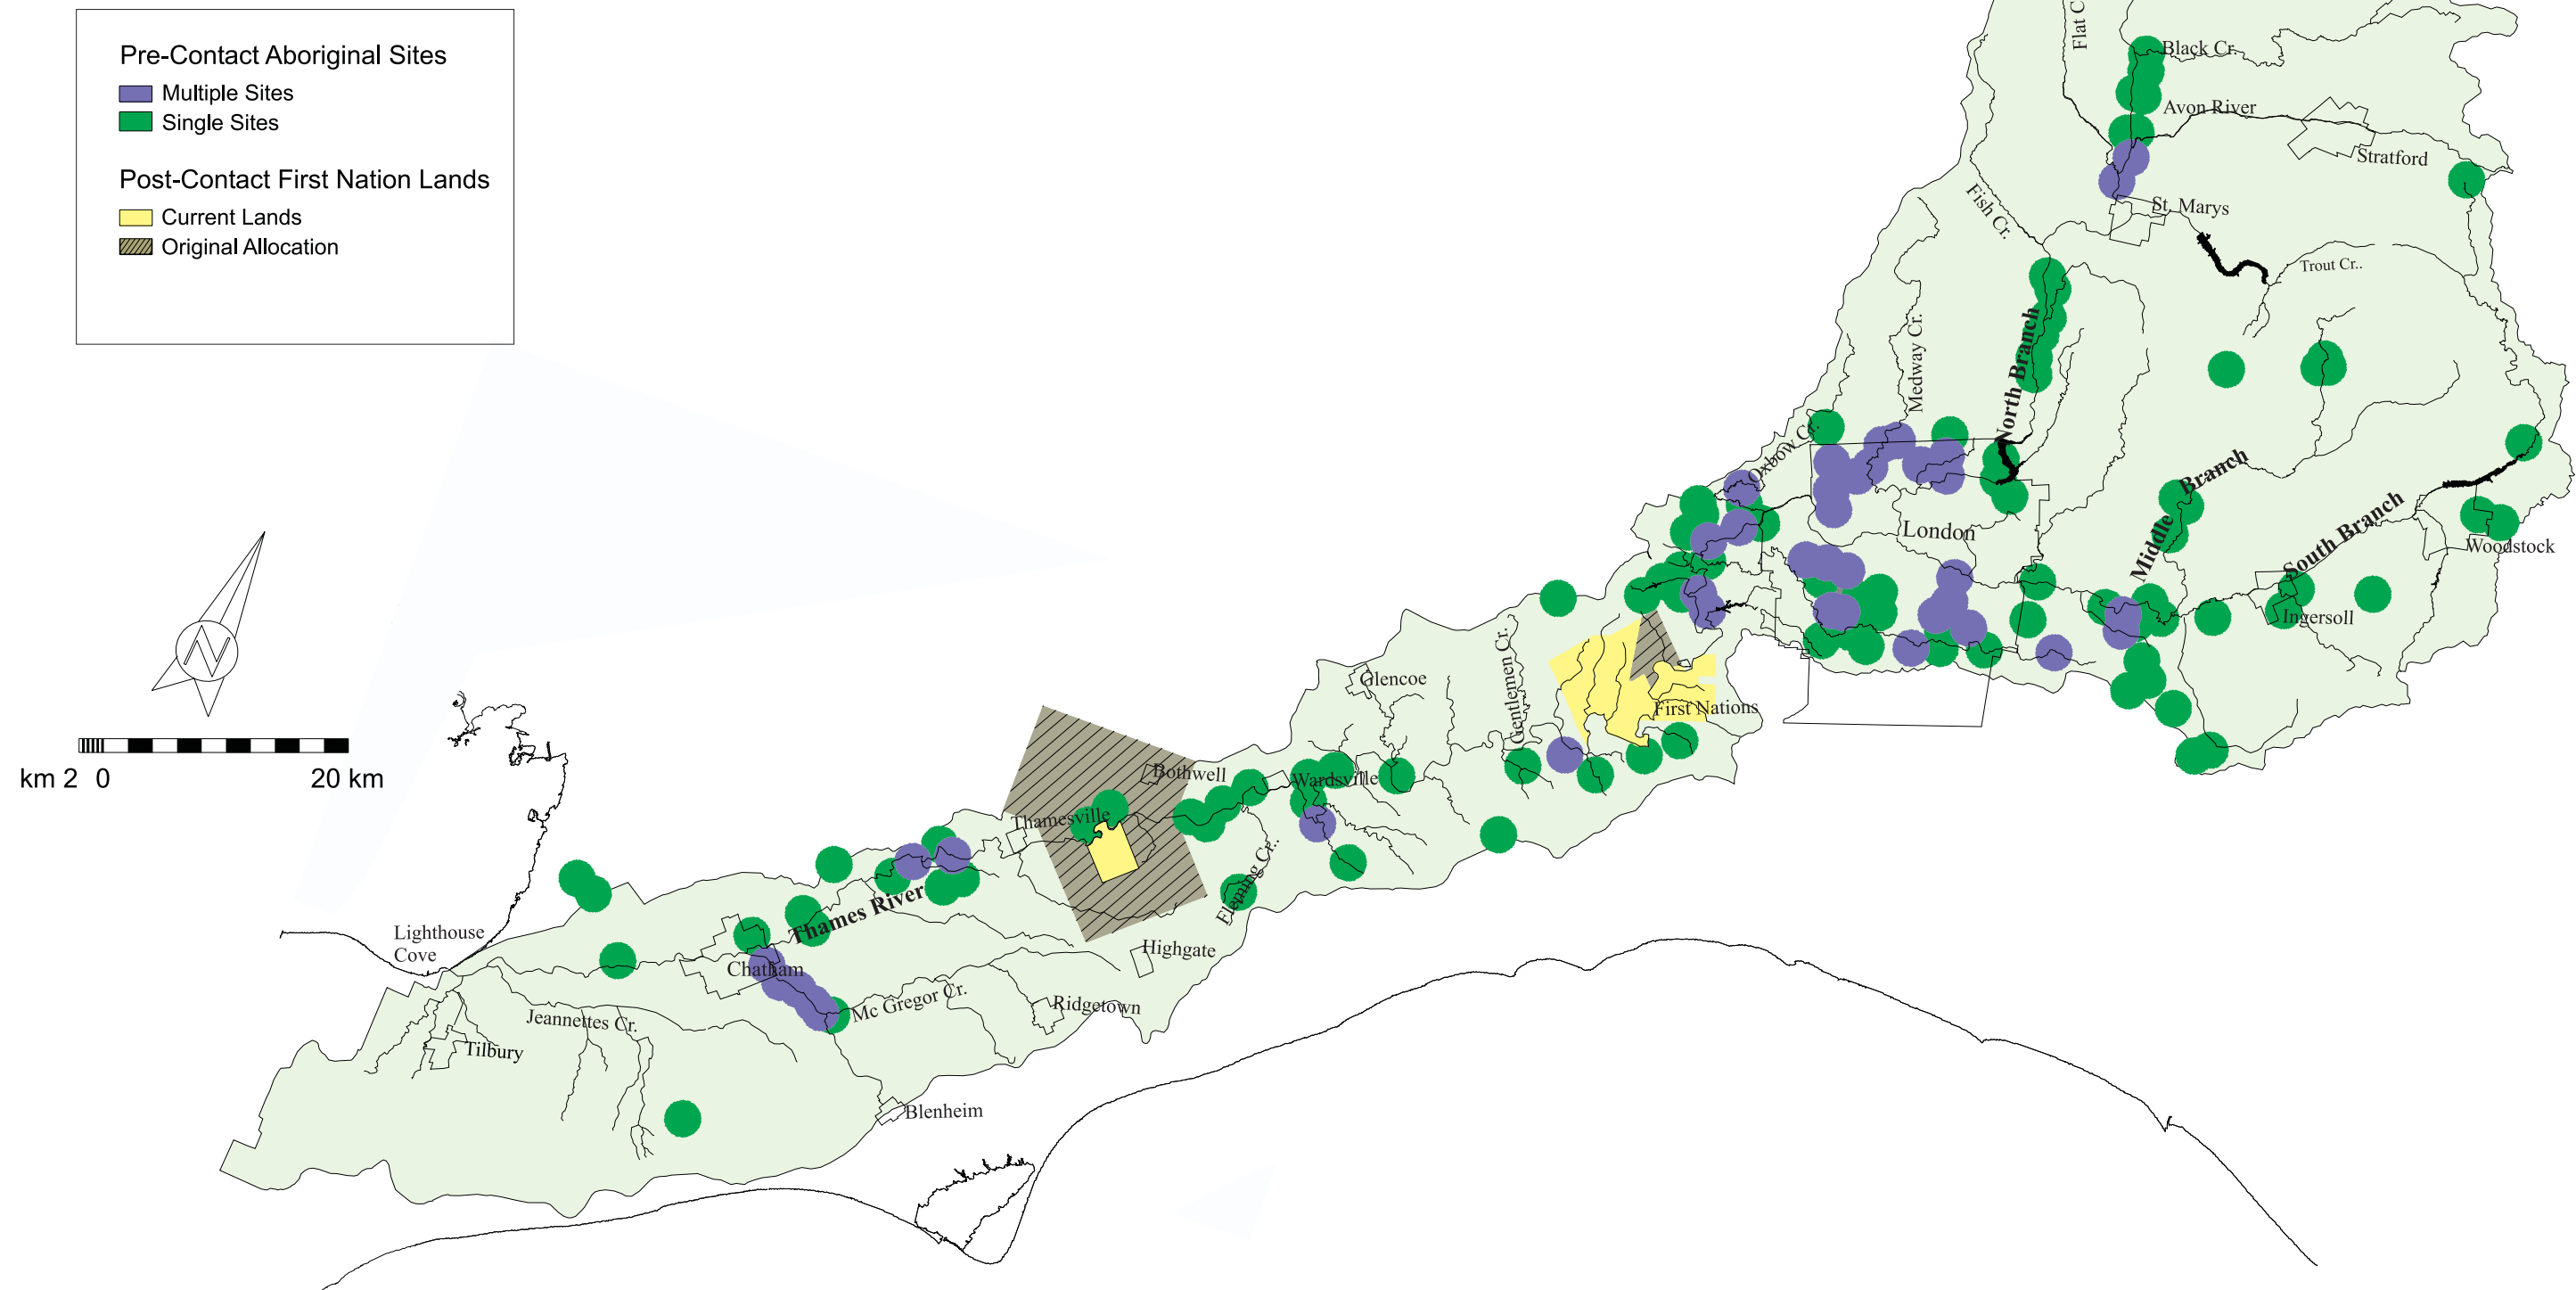 Pre-Contact Aboriginal Sites
Multiple Sites
Single Sites
Post-Contact First Nation Lands
Current Lands
Original Allocation
N
km 2 0 20 km
Flat C
Black Cr.
Avon River
Stratford
St. Marys
Fish Cr.
Trout Cr..
Medway Cr.
North Branch
Oxbow Cr.
London
Middle Branch
South Branch
Woodstock
Ingersoll
Glencoe
Gentlemen Cr.
First Nations
Bothwell
Wardsville
Thamesville
Fleming Cr..
Thames River
Highgate
Lighthouse
Cove
Chatham
Mc Gregor Cr.
Ridgetown
Jeannettes Cr.
Tilbury
Blenheim